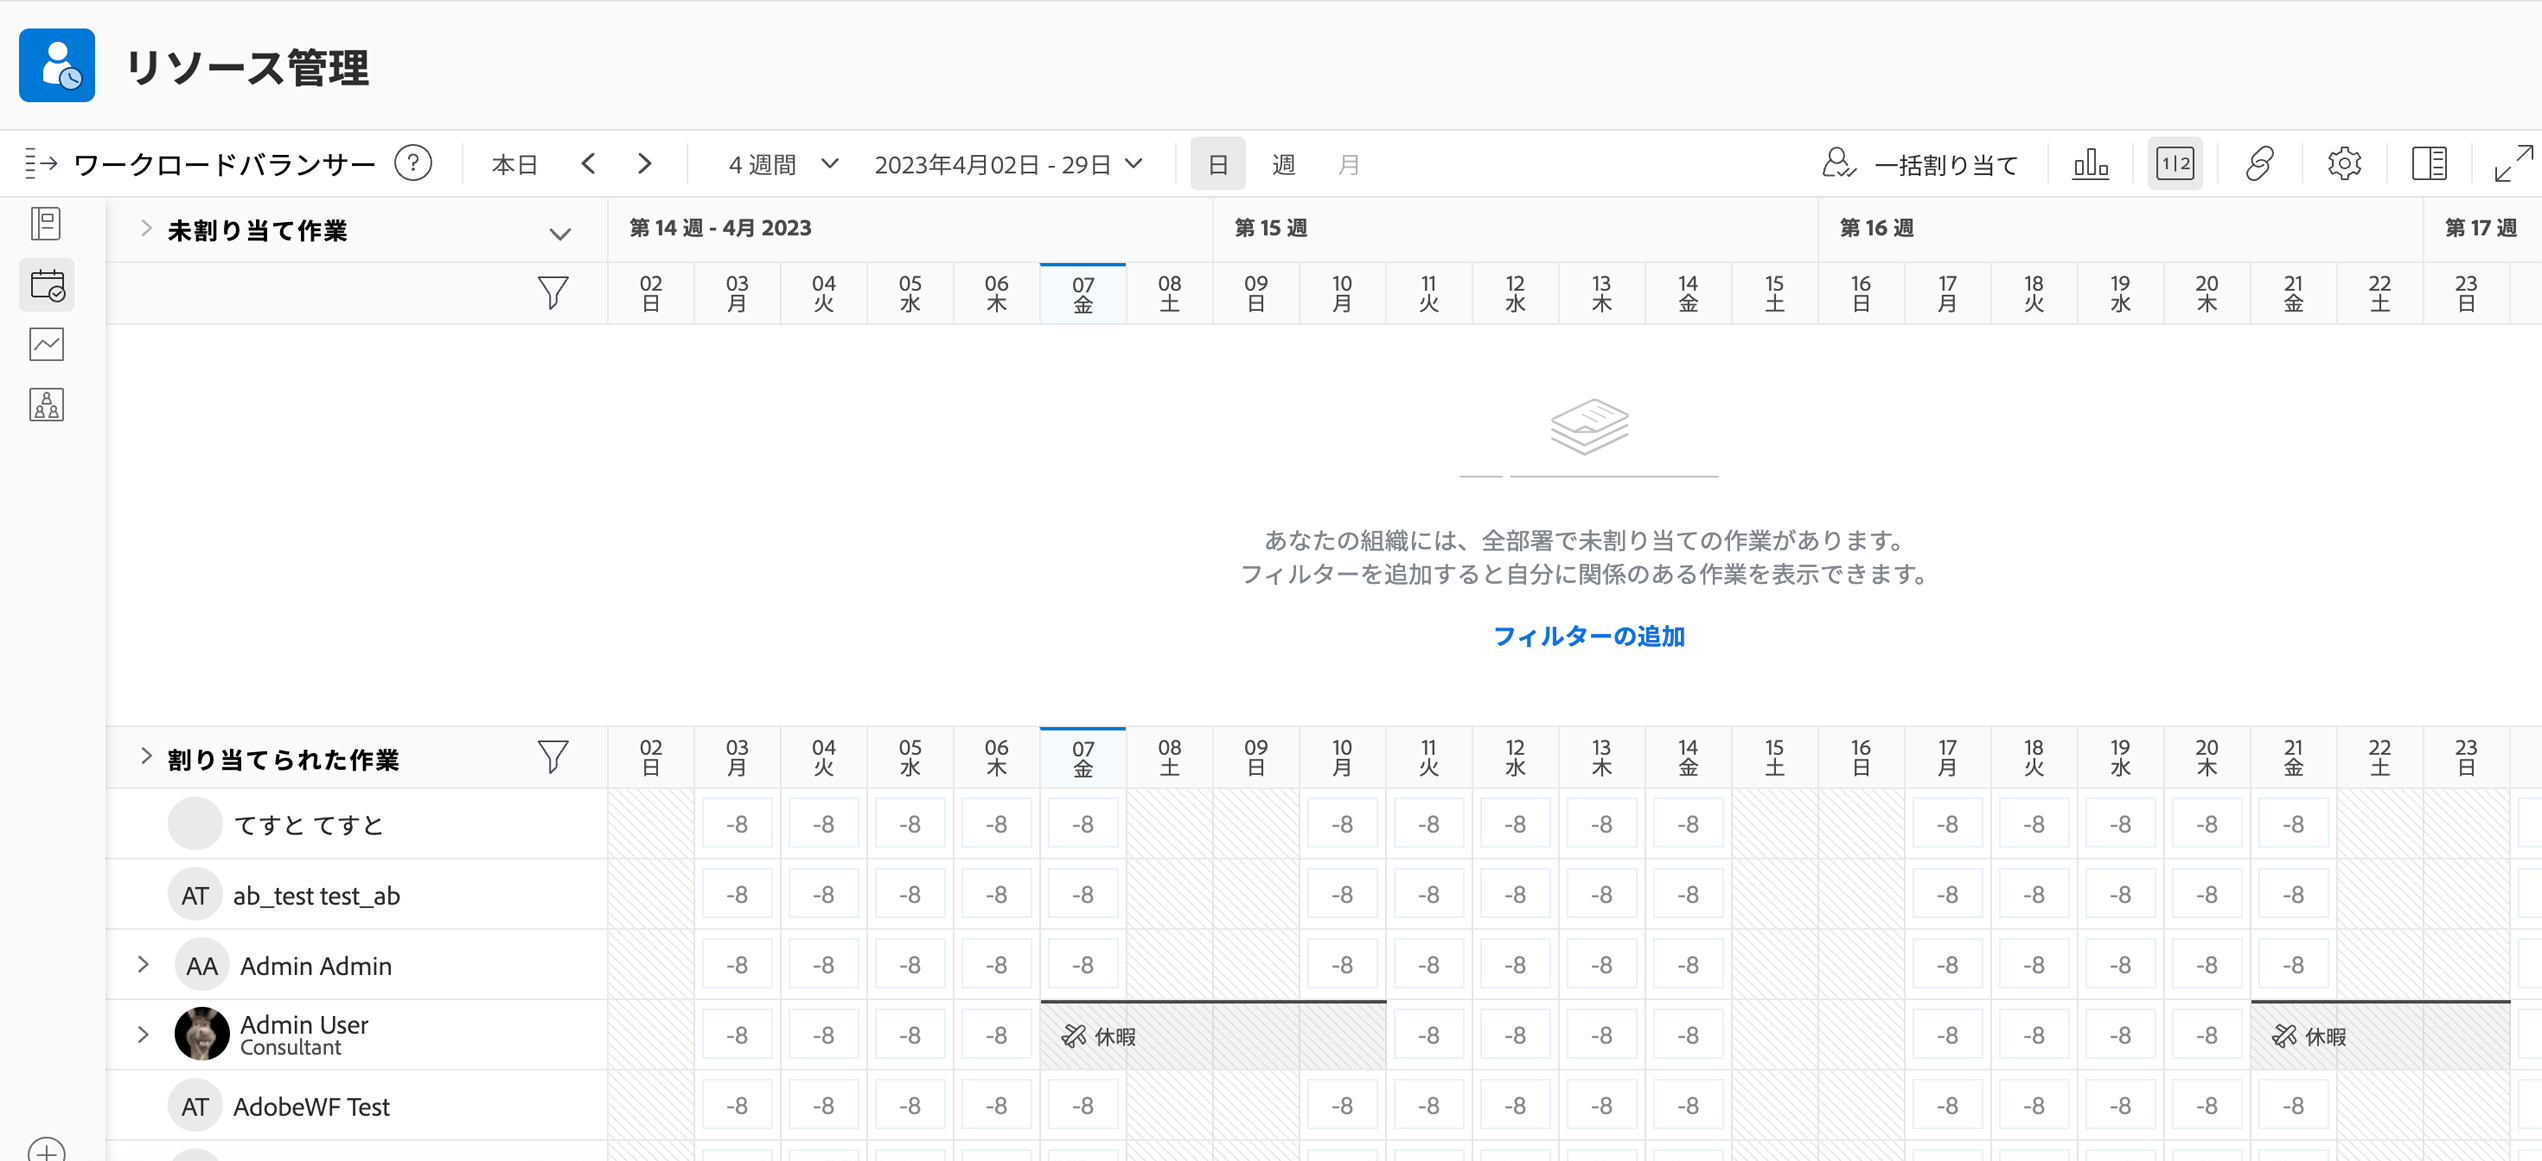 リソース管理
ワークロードバランサー ? 本日 4 週間 2023年4月02日 - 29日 日 週 月 一括割り当て 1|2
未割り当て作業 第 14 週 - 4月 2023 第 15 週 第 16 週 第 17 週
02 03 04 05 06 07 08 09 10 11 12 13 14 15 16 17 18 19 20 21 22 23
日 月 火 水 木 金 土 日 月 火 水 木 金 土 日 月 火 水 木 金 土 日
あなたの組織には、全部署で未割り当ての作業があります。
フィルターを追加すると自分に関係のある作業を表示できます。
フィルターの追加
割り当てられた作業
02 03 04 05 06 07 08 09 10 11 12 13 14 15 16 17 18 19 20 21 22 23
日 月 火 水 木 金 土 日 月 火 水 木 金 土 日 月 火 水 木 金 土 日
てすと てすと -8 -8 -8 -8 -8 -8 -8 -8 -8 -8 -8 -8 -8 -8 -8
AT ab_test test_ab -8 -8 -8 -8 -8 -8 -8 -8 -8 -8 -8 -8 -8 -8 -8
AA Admin Admin -8 -8 -8 -8 -8 -8 -8 -8 -8 -8 -8 -8 -8 -8 -8
Admin User
Consultant -8 -8 -8 -8 休暇 -8 -8 -8 -8 -8 -8 -8 -8 休暇
AT AdobeWF Test -8 -8 -8 -8 -8 -8 -8 -8 -8 -8 -8 -8 -8 -8 -8